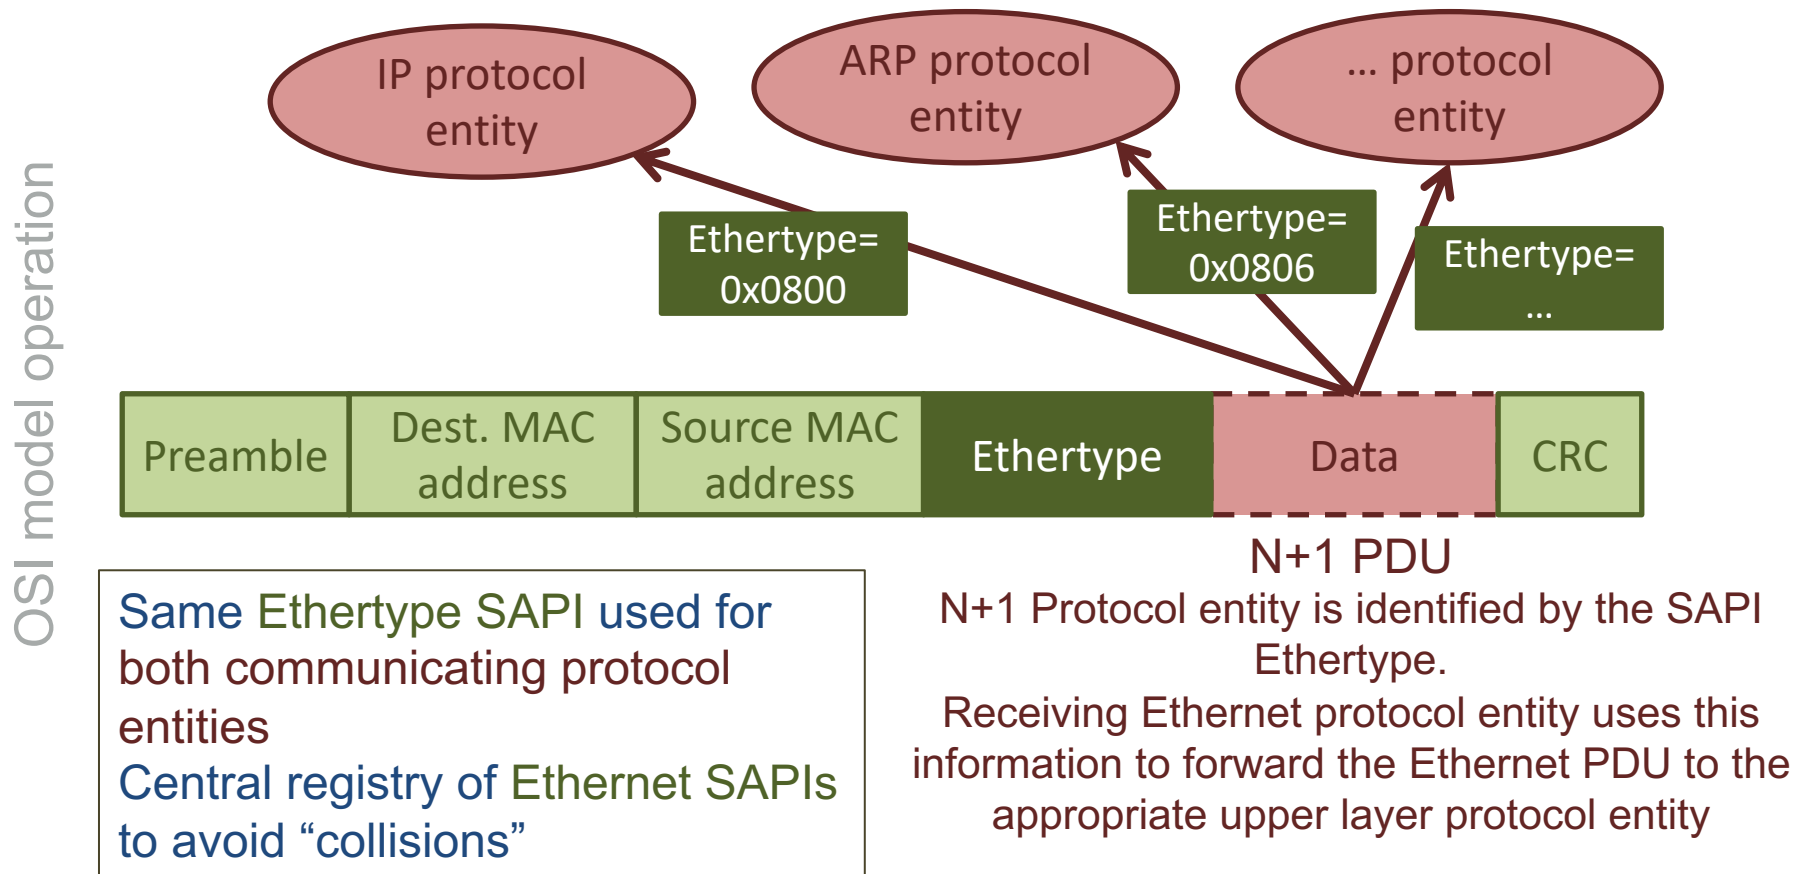 OSI model operation
IP protocol
entity
ARP protocol
entity
... protocol
entity
Ethertype=
0x0800
Ethertype=
0x0806
Ethertype=
...
Preamble
Dest. MAC
address
Source MAC
address
Ethertype
Data
CRC
Same Ethertype SAPI used for
both communicating protocol
entities
Central registry of Ethernet SAPIs
to avoid “collisions”
N+1 PDU
N+1 Protocol entity is identified by the SAPI
Ethertype.
Receiving Ethernet protocol entity uses this
information to forward the Ethernet PDU to the
appropriate upper layer protocol entity